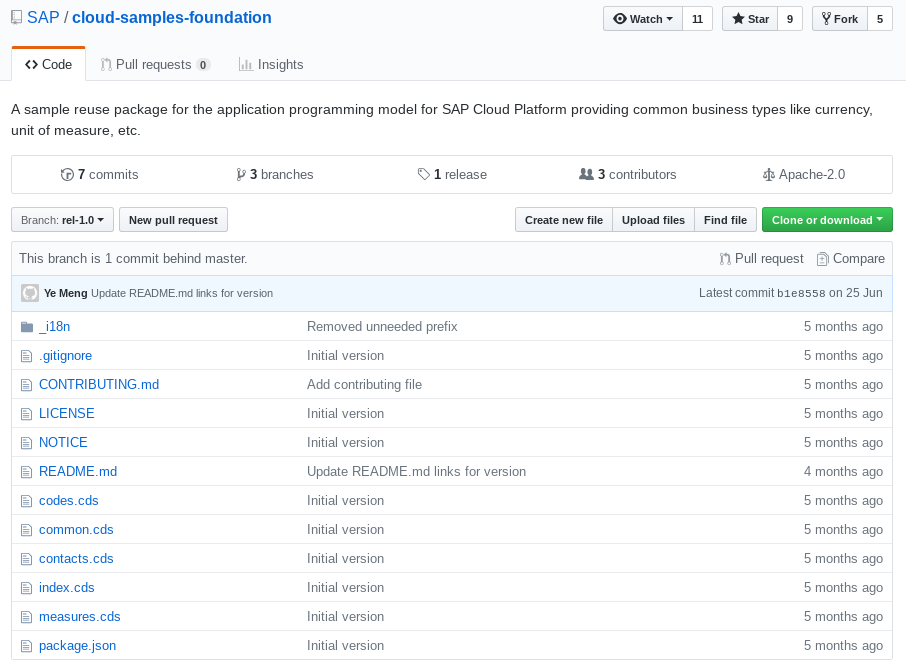 SAP / cloud-samples-foundation Watch 11 Star 9 Fork 5
Code Pull requests 0 Insights
A sample reuse package for the application programming model for SAP Cloud Platform providing common business types like currency,
unit of measure, etc.
7 commits 3 branches 1 release 3 contributors Apache-2.0
Branch: rel-1.0 New pull request Create new file Upload files Find file Clone or download
This branch is 1 commit behind master. Pull request Compare
Ye Meng Update README.md links for version Latest commit b1e8558 on 25 Jun
_i18n Removed unneeded prefix 5 months ago
.gitignore Initial version 5 months ago
CONTRIBUTING.md Add contributing file 5 months ago
LICENSE Initial version 5 months ago
NOTICE Initial version 5 months ago
README.md Update README.md links for version 4 months ago
codes.cds Initial version 5 months ago
common.cds Initial version 5 months ago
contacts.cds Initial version 5 months ago
index.cds Initial version 5 months ago
measures.cds Initial version 5 months ago
package.json Initial version 5 months ago